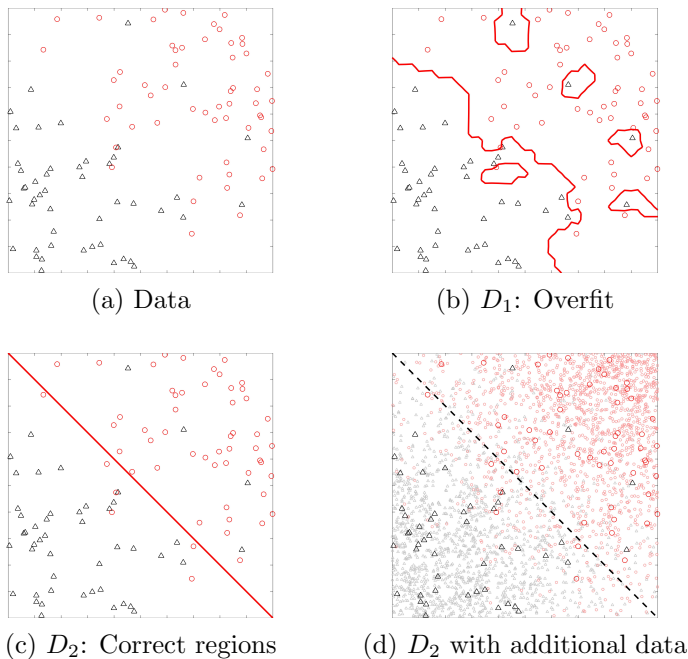 (a) Data
(b) D₁: Overfit
(c) D₂: Correct regions
(d) D₂ with additional data